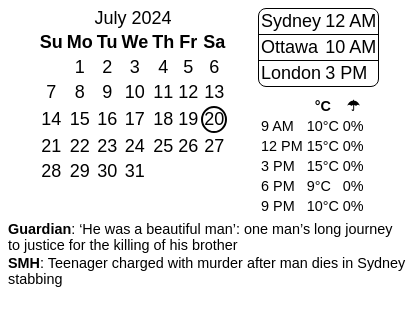 July 2024
Su Mo Tu We Th Fr Sa
1 2 3 4 5 6
7 8 9 10 11 12 13
14 15 16 17 18 19 20
21 22 23 24 25 26 27
28 29 30 31
Sydney 12 AM
Ottawa 10 AM
London 3 PM
°C ☂
9 AM 10°C 0%
12 PM 15°C 0%
3 PM 15°C 0%
6 PM 9°C 0%
9 PM 10°C 0%
Guardian: ‘He was a beautiful man’: one man’s long journey
to justice for the killing of his brother
SMH: Teenager charged with murder after man dies in Sydney
stabbing